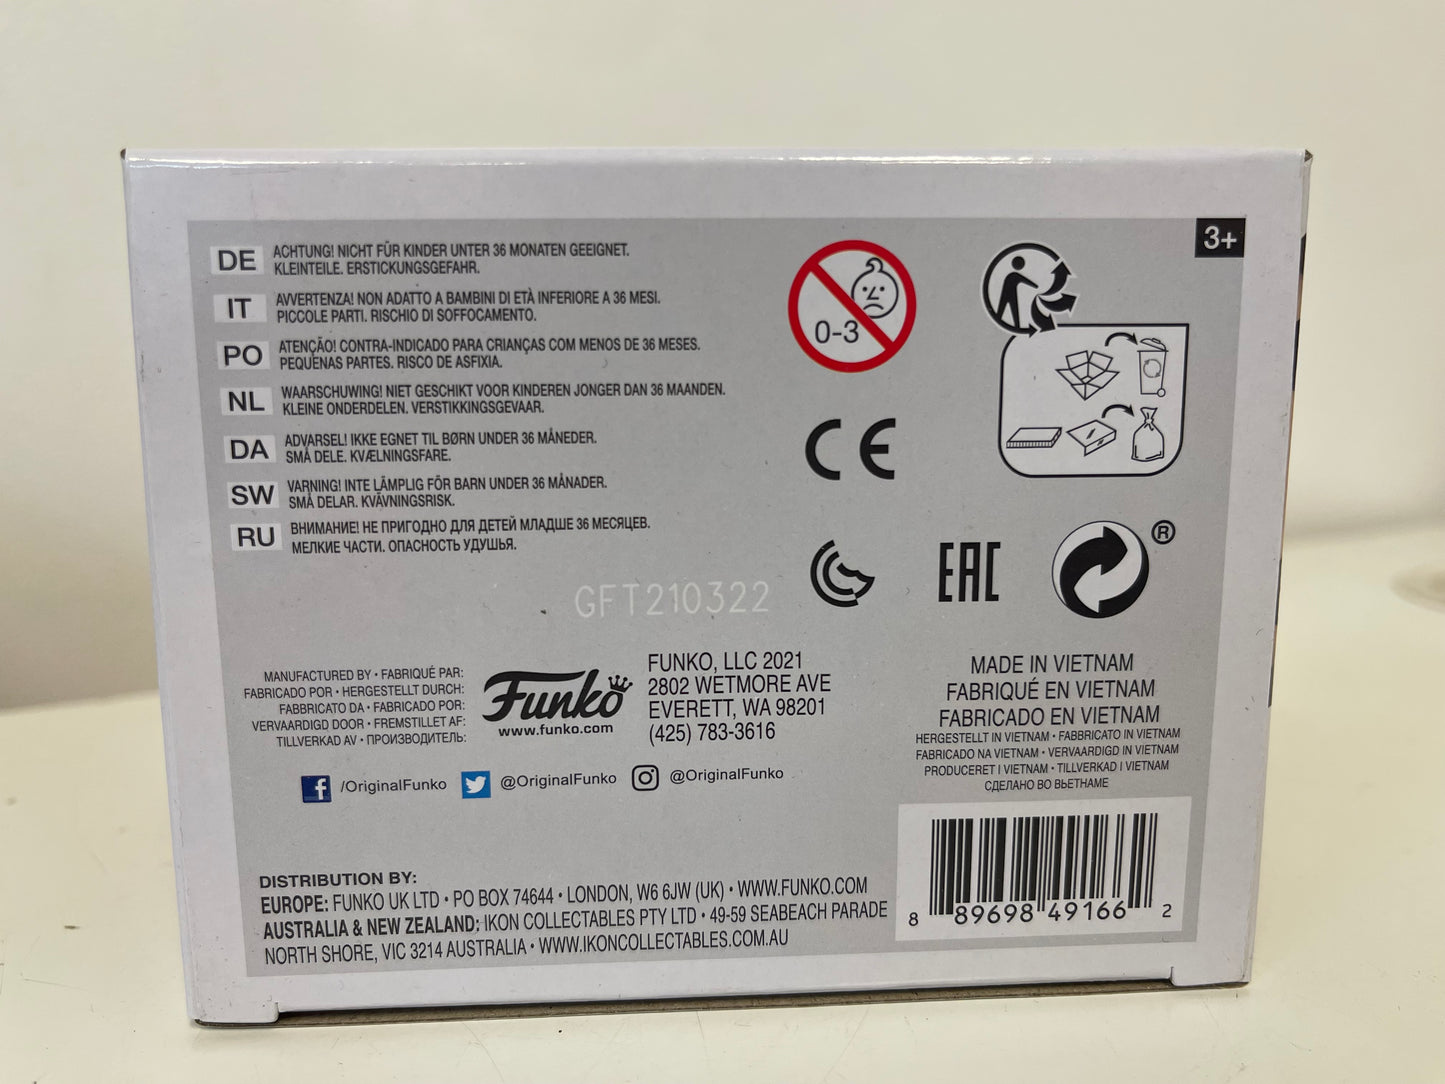 3+
DE
ACHTUNG! NICHT FÜR KINDER UNTER 36 MONATEN GEEIGNET.
KLEINTEILE. ERSTICKUNGSGEFAHR.
IT
AVVERTENZA! NON ADATTO A BAMBINI DI ETÀ INFERIORE A 36 MESI.
PICCOLE PARTI. RISCHIO DI SOFFOCAMENTO.
PO
ATENÇÃO! CONTRA-INDICADO PARA CRIANÇAS COM MENOS DE 36 MESES.
PEQUENAS PARTES. RISCO DE ASFIXIA.
NL
WAARSCHUWING! NIET GESCHIKT VOOR KINDEREN JONGER DAN 36 MAANDEN.
KLEINE ONDERDELEN. VERSTIKKINGSGEVAAR.
DA
ADVARSEL! IKKE EGNET TIL BØRN UNDER 36 MÅNEDER.
SMÅ DELE. KVÆLNINGSFARE.
SW
VARNING! INTE LÄMPLIG FÖR BARN UNDER 36 MÅNADER.
SMÅ DELAR. KVÄVNINGSRISK.
RU
ВНИМАНИЕ! НЕ ПРИГОДНО ДЛЯ ДЕТЕЙ МЛАДШЕ 36 МЕСЯЦЕВ.
МЕЛКИЕ ЧАСТИ. ОПАСНОСТЬ УДУШЬЯ.
0-3
CE
EAC
®
GFT210322
MANUFACTURED BY • FABRIQUÉ PAR:
FABRICADO POR • HERGESTELLT DURCH:
FABBRICATO DA • FABRICADO POR:
VERVAARDIGD DOOR • FREMSTILLET AF:
TILLVERKAD AV • ПРОИЗВОДИТЕЛЬ:
Funko
www.funko.com
FUNKO, LLC 2021
2802 WETMORE AVE
EVERETT, WA 98201
(425) 783-3616
MADE IN VIETNAM
FABRIQUÉ EN VIETNAM
FABRICADO EN VIETNAM
HERGESTELLT IN VIETNAM • FABBRICATO IN VIETNAM
FABRICADO NA VIETNAM • VERVAARDIGD IN VIETNAM
PRODUCERET I VIETNAM • TILLVERKAD I VIETNAM
СДЕЛАНО ВО ВЬЕТНАМЕ
f /OriginalFunko @OriginalFunko @OriginalFunko
DISTRIBUTION BY:
EUROPE: FUNKO UK LTD • PO BOX 74644 • LONDON, W6 6JW (UK) • WWW.FUNKO.COM
AUSTRALIA & NEW ZEALAND: IKON COLLECTABLES PTY LTD • 49-59 SEABEACH PARADE
NORTH SHORE, VIC 3214 AUSTRALIA • WWW.IKONCOLLECTABLES.COM.AU
8 89698 49166 2